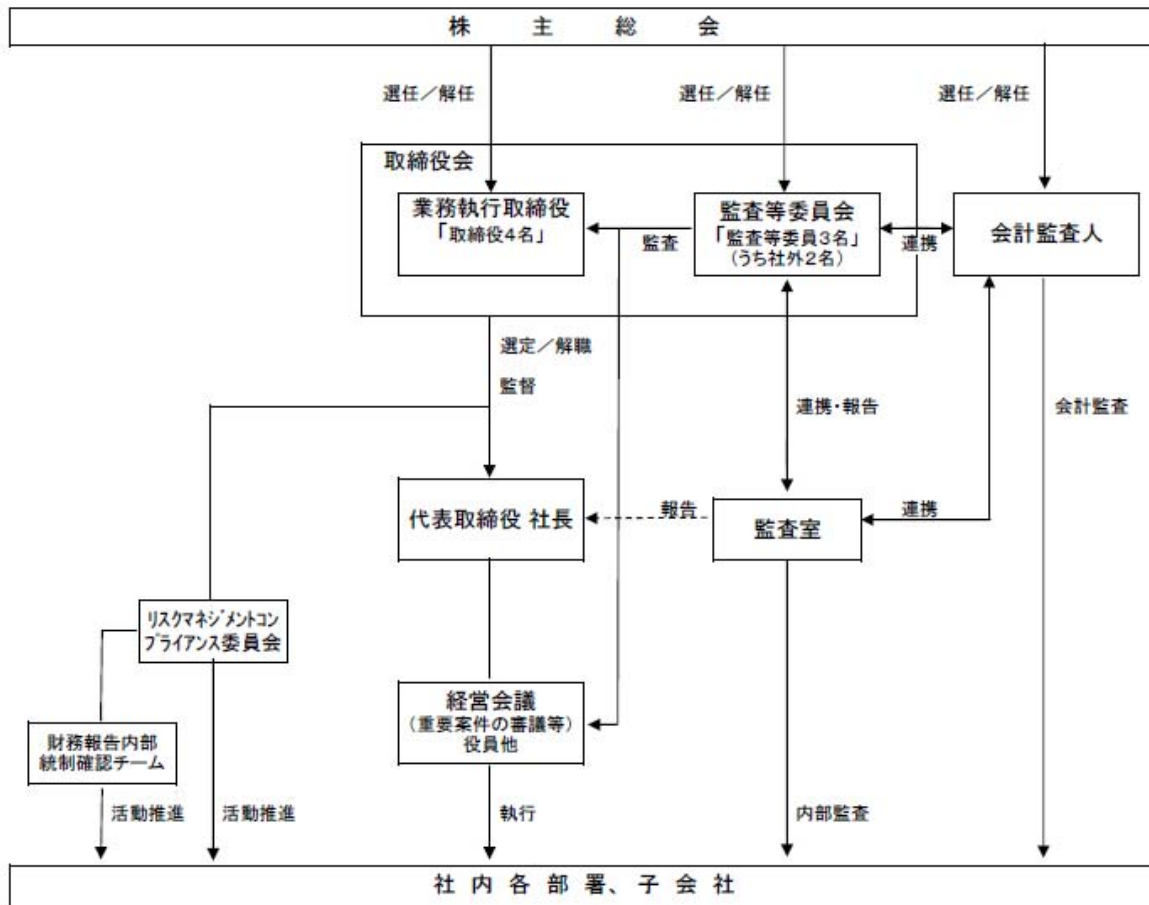 株主総会
選任／解任
選任／解任
選任／解任
取締役会
業務執行取締役
「取締役４名」
監査
監査等委員会
「監査等委員３名」
（うち社外２名）
連携
会計監査人
選定／解職
監督
連携・報告
会計監査
代表取締役 社長
報告
監査室
連携
ﾘｽｸﾏﾈｼﾞﾒﾝﾄｺﾝ
ﾌﾟﾗｲｱﾝｽ委員会
経営会議
（重要案件の審議等）
役員他
財務報告内部
統制確認チーム
活動推進
活動推進
執行
内部監査
社内各部署、子会社